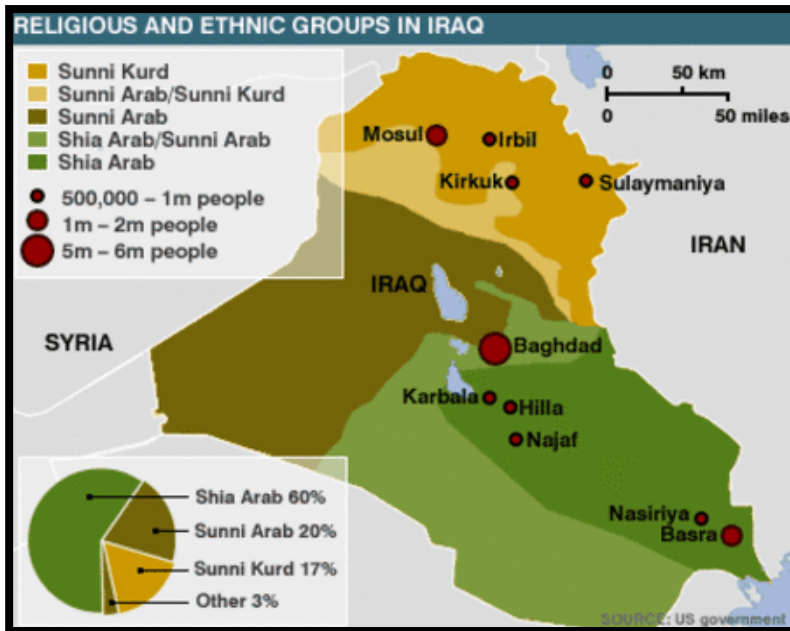 RELIGIOUS AND ETHNIC GROUPS IN IRAQ
Sunni Kurd
Sunni Arab/Sunni Kurd
Sunni Arab
Shia Arab/Sunni Arab
Shia Arab
500,000 – 1m people
1m – 2m people
5m – 6m people
0 50 km
0 50 miles
Mosul
Irbil
Kirkuk
Sulaymaniya
IRAN
IRAQ
SYRIA
Baghdad
Karbala
Hilla
Najaf
Nasiriya
Basra
Shia Arab 60%
Sunni Arab 20%
Sunni Kurd 17%
Other 3%
SOURCE: US government